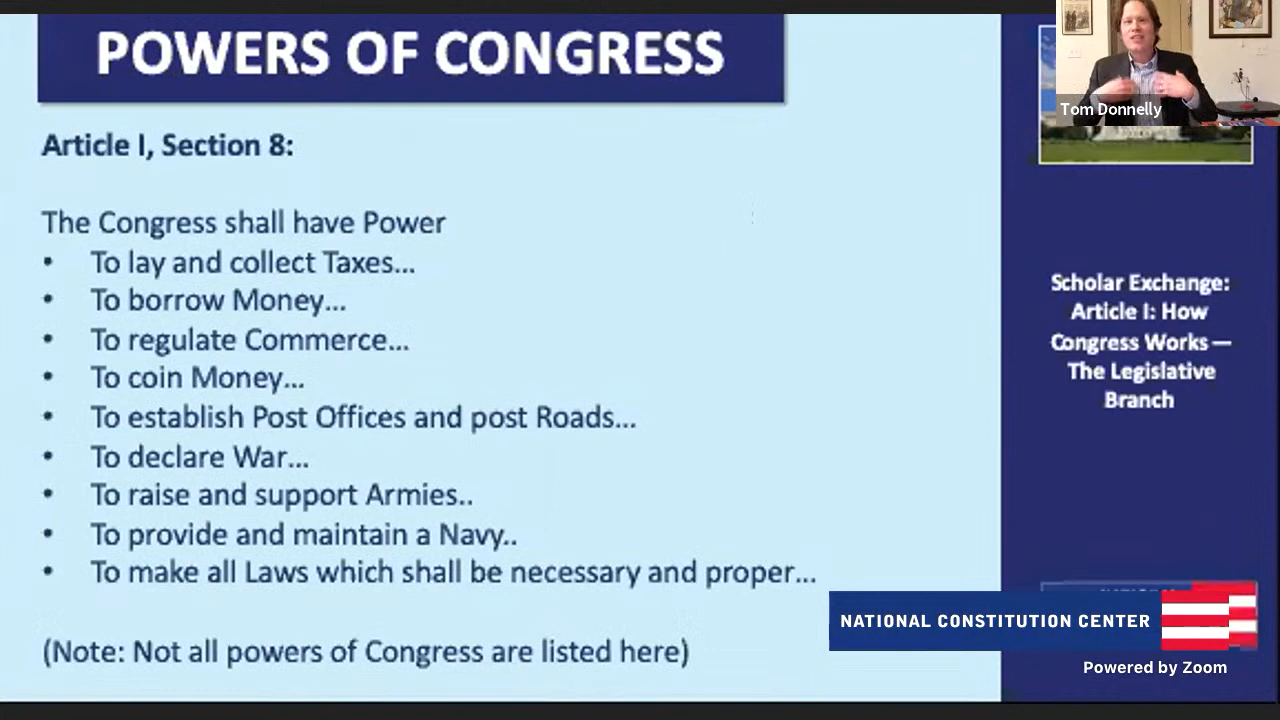 POWERS OF CONGRESS
Article I, Section 8:
The Congress shall have Power
• To lay and collect Taxes...
• To borrow Money...
• To regulate Commerce...
• To coin Money...
• To establish Post Offices and post Roads...
• To declare War...
• To raise and support Armies..
• To provide and maintain a Navy..
• To make all Laws which shall be necessary and proper...
(Note: Not all powers of Congress are listed here)
Tom Donnelly
Scholar Exchange:
Article I: How
Congress Works —
The Legislative
Branch
NATIONAL CONSTITUTION CENTER
Powered by Zoom